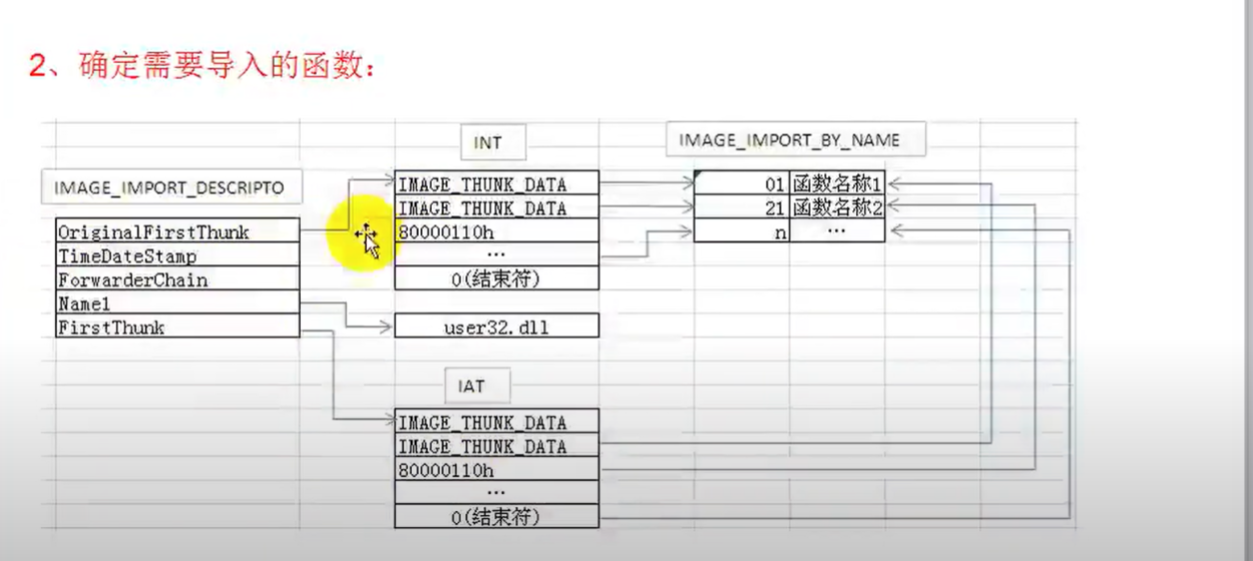 2、确定需要导入的函数：
INT
IMAGE_IMPORT_BY_NAME
IMAGE_IMPORT_DESCRIPTO
OriginalFirstThunk
TimeDateStamp
ForwarderChain
Name1
FirstThunk
IMAGE_THUNK_DATA
IMAGE_THUNK_DATA
80000110h
...
0(结束符)
01 函数名称1
21 函数名称2
n ...
user32.dll
IAT
IMAGE_THUNK_DATA
IMAGE_THUNK_DATA
80000110h
...
0(结束符)